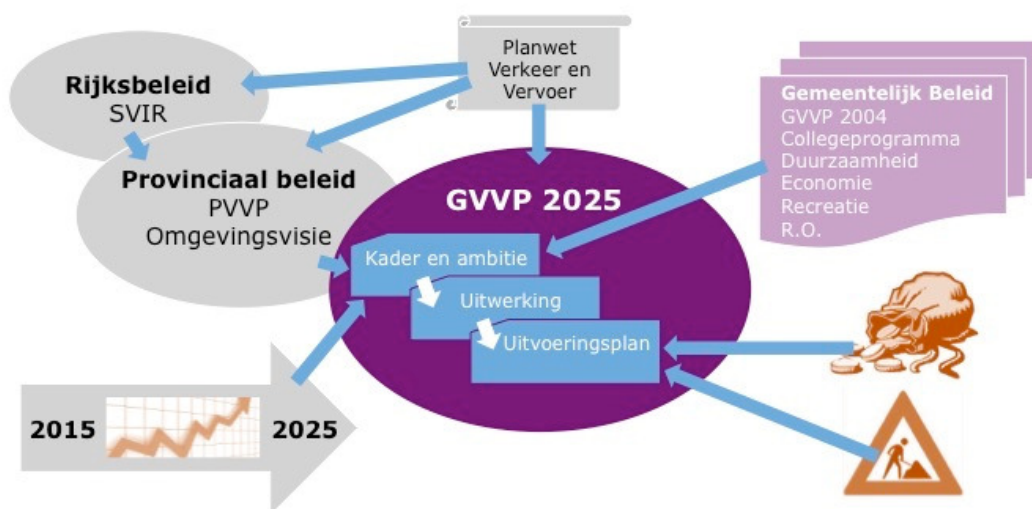 Planwet
Verkeer en
Vervoer
Rijksbeleid
SVIR
Provinciaal beleid
PVVP
Omgevingsvisie
Gemeentelijk Beleid
GVVP 2004
Collegeprogramma
Duurzaamheid
Economie
Recreatie
R.O.
GVVP 2025
Kader en ambitie
Uitwerking
Uitvoeringsplan
2015
2025